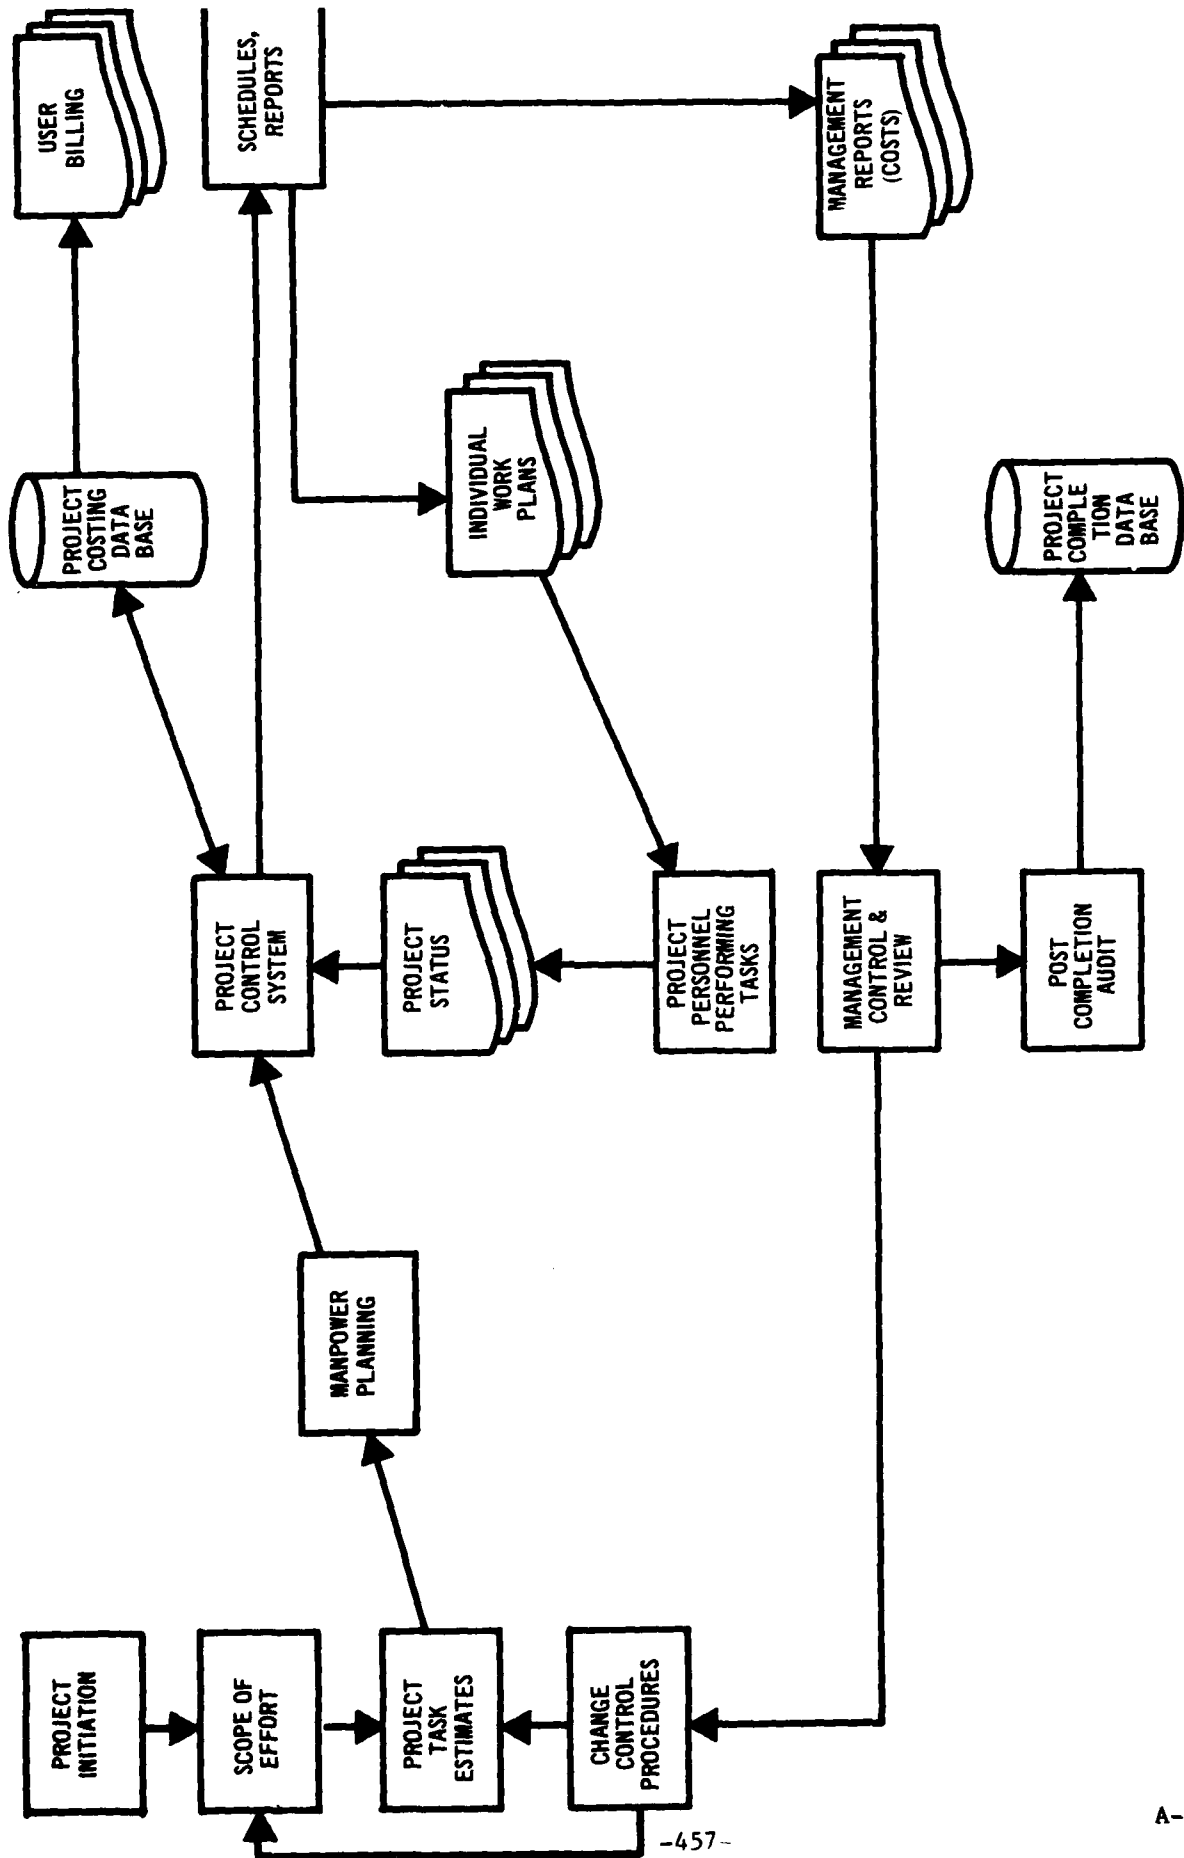 PROJECT
INITIATION
SCOPE OF
EFFORT
PROJECT
TASK
ESTIMATES
CHANGE
CONTROL
PROCEDURES
MANPOWER
PLANNING
PROJECT
CONTROL
SYSTEM
PROJECT
STATUS
PROJECT
PERSONNEL
PERFORMING
TASKS
MANAGEMENT
CONTROL &
REVIEW
POST
COMPLETION
AUDIT
PROJECT
COSTING
DATA
BASE
INDIVIDUAL
WORK
PLANS
PROJECT
COMPLE
TION
DATA
BASE
USER
BILLING
SCHEDULES,
REPORTS
MANAGEMENT
REPORTS
(COSTS)
-457-
A-